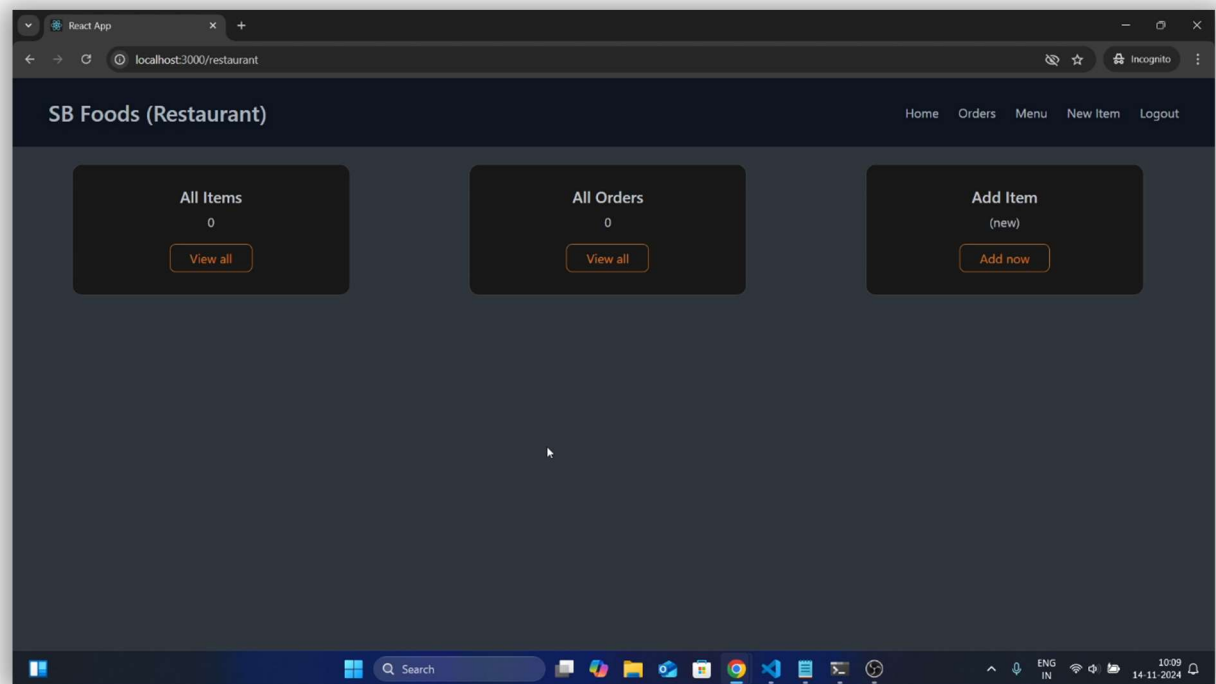 React App
localhost:3000/restaurant
Incognito
SB Foods (Restaurant)
Home Orders Menu New Item Logout
All Items
0
View all
All Orders
0
View all
Add Item
(new)
Add now
Search
ENG
IN
10:09
14-11-2024